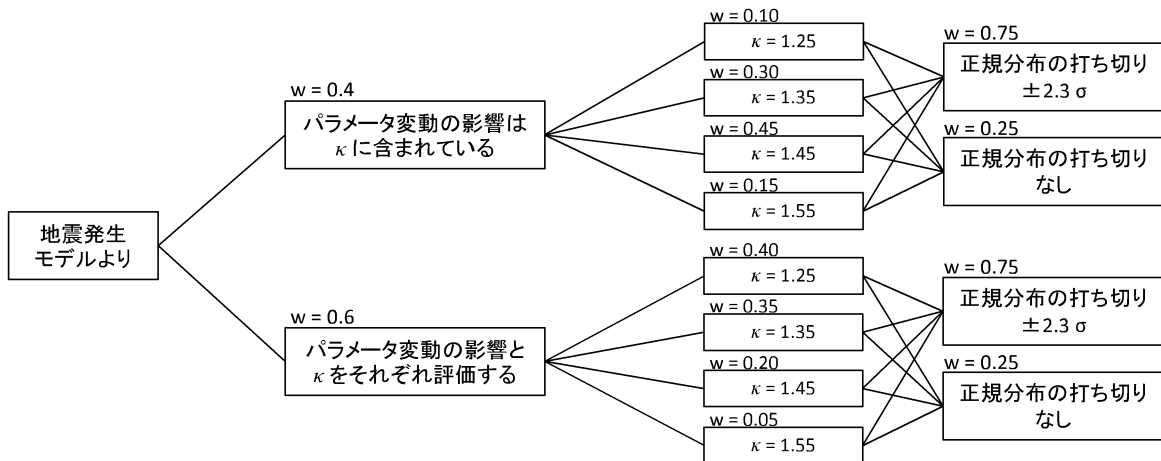 地震発生
モデルより
w = 0.4
パラメータ変動の影響は
κ に含まれている
w = 0.10
κ = 1.25
w = 0.30
κ = 1.35
w = 0.45
κ = 1.45
w = 0.15
κ = 1.55
w = 0.75
正規分布の打ち切り
±2.3 σ
w = 0.25
正規分布の打ち切り
なし
w = 0.6
パラメータ変動の影響と
κ をそれぞれ評価する
w = 0.40
κ = 1.25
w = 0.35
κ = 1.35
w = 0.20
κ = 1.45
w = 0.05
κ = 1.55
w = 0.75
正規分布の打ち切り
±2.3 σ
w = 0.25
正規分布の打ち切り
なし